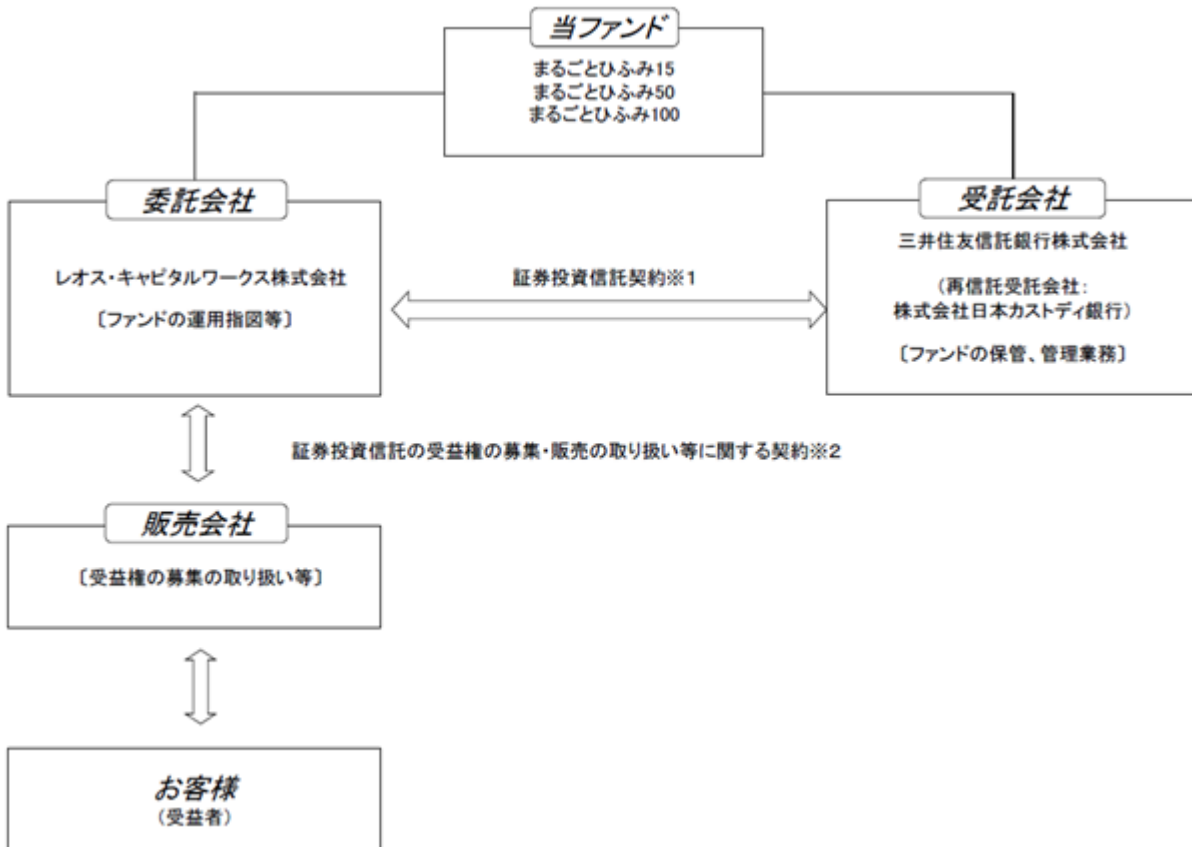 当ファンド
まるごとひふみ15
まるごとひふみ50
まるごとひふみ100
委託会社
レオス・キャピタルワークス株式会社
〔ファンドの運用指図等〕
証券投資信託契約※1
受託会社
三井住友信託銀行株式会社
(再信託受託会社:
株式会社日本カストディ銀行)
〔ファンドの保管、管理業務〕
証券投資信託の受益権の募集・販売の取り扱い等に関する契約※2
販売会社
〔受益権の募集の取り扱い等〕
お客様
(受益者)